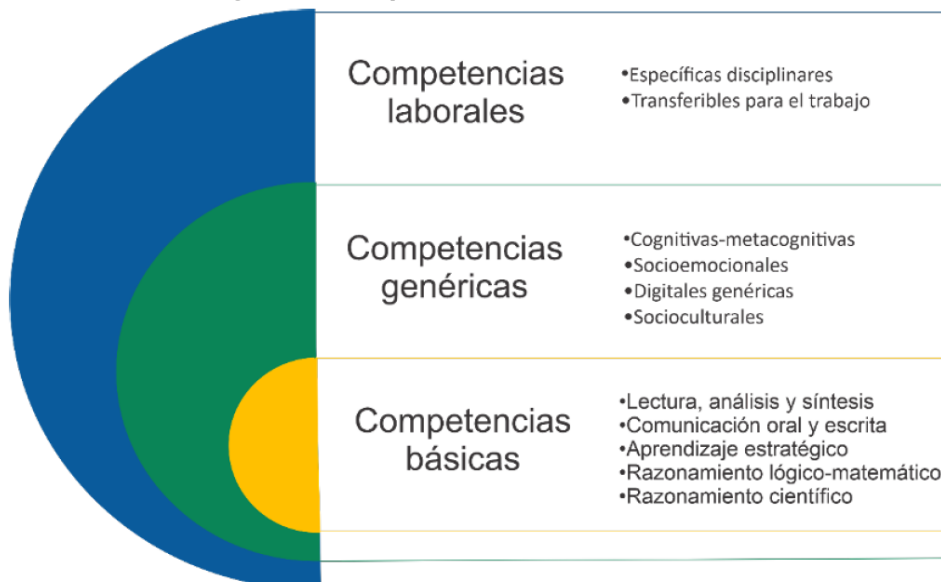 Competencias
laborales
•Específicas disciplinares
•Transferibles para el trabajo
Competencias
genéricas
•Cognitivas-metacognitivas
•Socioemocionales
•Digitales genéricas
•Socioculturales
Competencias
básicas
•Lectura, análisis y síntesis
•Comunicación oral y escrita
•Aprendizaje estratégico
•Razonamiento lógico-matemático
•Razonamiento científico